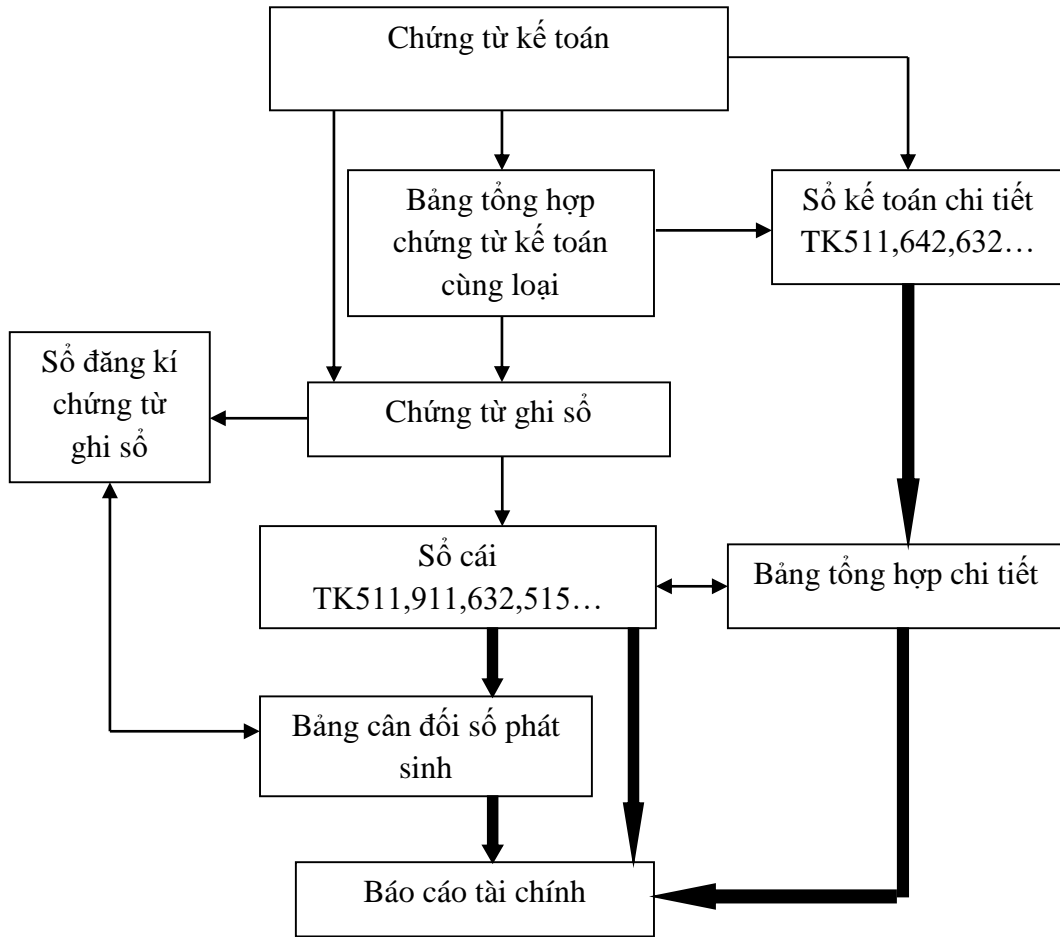 Chứng từ kế toán
Bảng tổng hợp
chứng từ kế toán
cùng loại
Sổ kế toán chi tiết
TK511,642,632…
Sổ đăng kí
chứng từ
ghi sổ
Chứng từ ghi sổ
Sổ cái
TK511,911,632,515…
Bảng tổng hợp chi tiết
Bảng cân đối số phát
sinh
Báo cáo tài chính